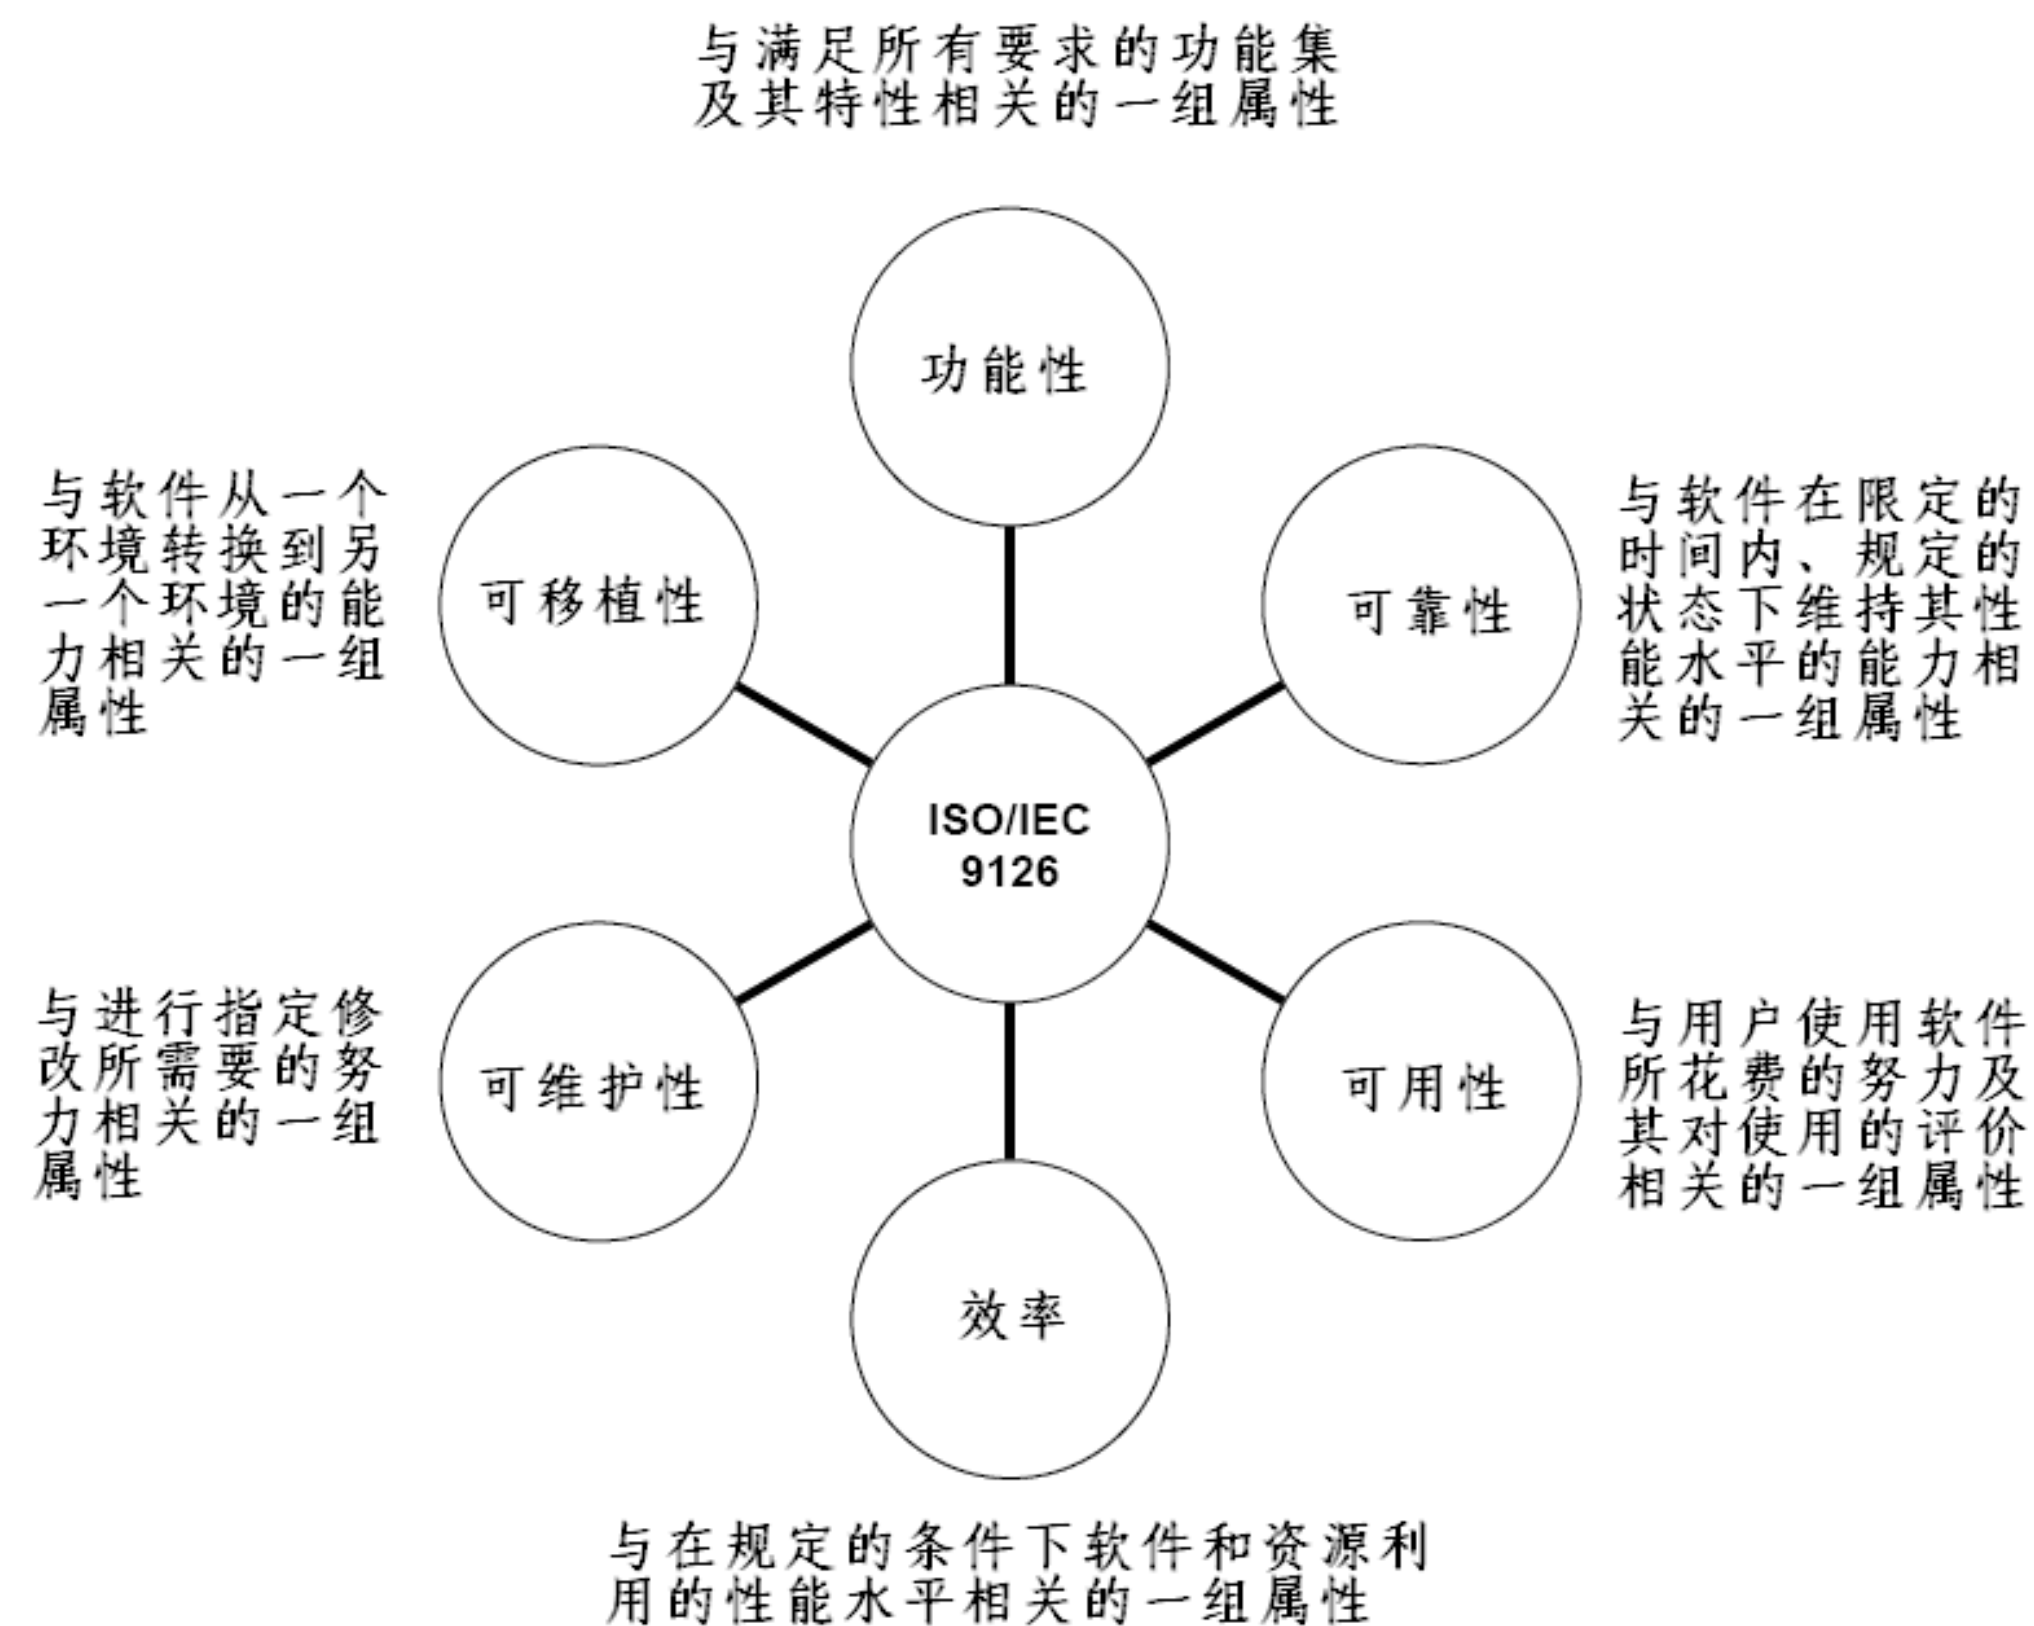 与满足所有要求的功能集
及其特性相关的一组属性
功能性
与软件从一个
环境转换到另
一个环境的能
力相关的一组
属性
可移植性
可靠性
与软件在限定的
时间内、规定的
状态下维持其性
能水平的能力相
关的一组属性
ISO/IEC
9126
与进行指定修
改所需要的努
力相关的一组
属性
可维护性
可用性
与用户使用软件
所花费的努力及
其对使用的评价
相关的一组属性
效率
与在规定的条件下软件和资源利
用的性能水平相关的一组属性